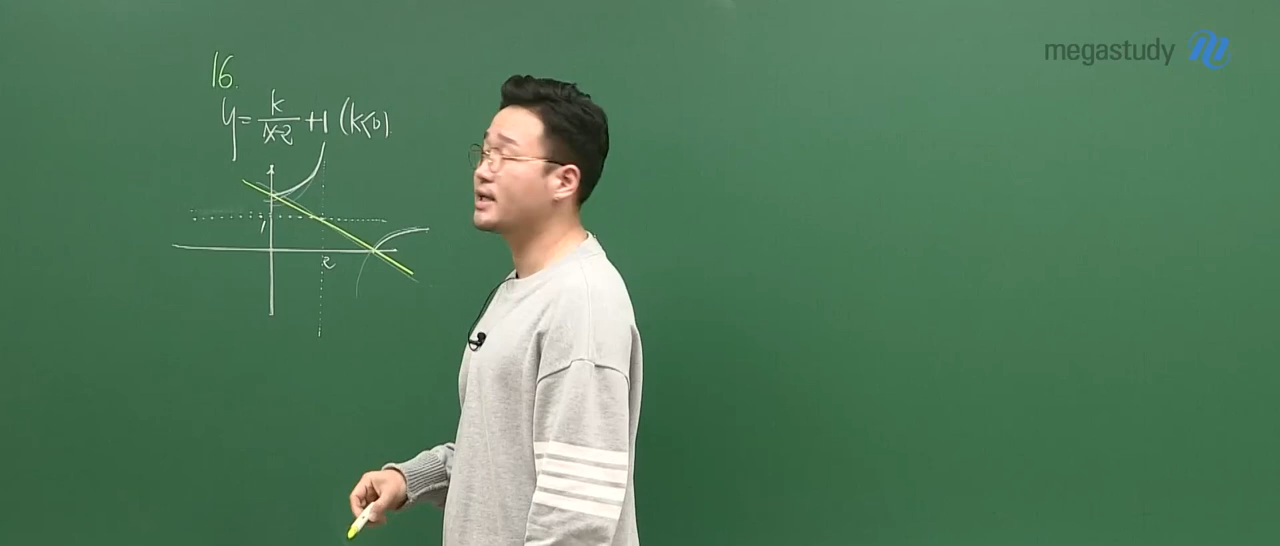 megastudy
16.
y = k/(x-2) + 1 (k<0).
1
2